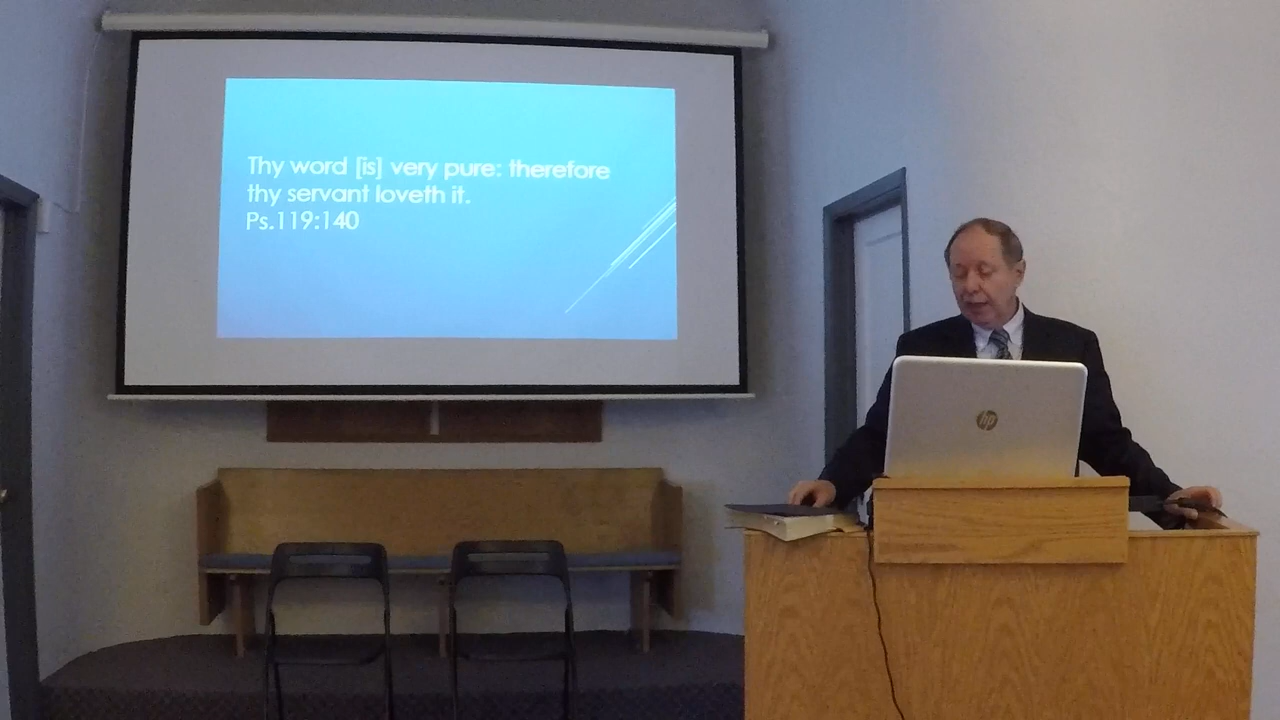 Thy word [is] very pure: therefore
thy servant loveth it.
Ps.119:140
hp